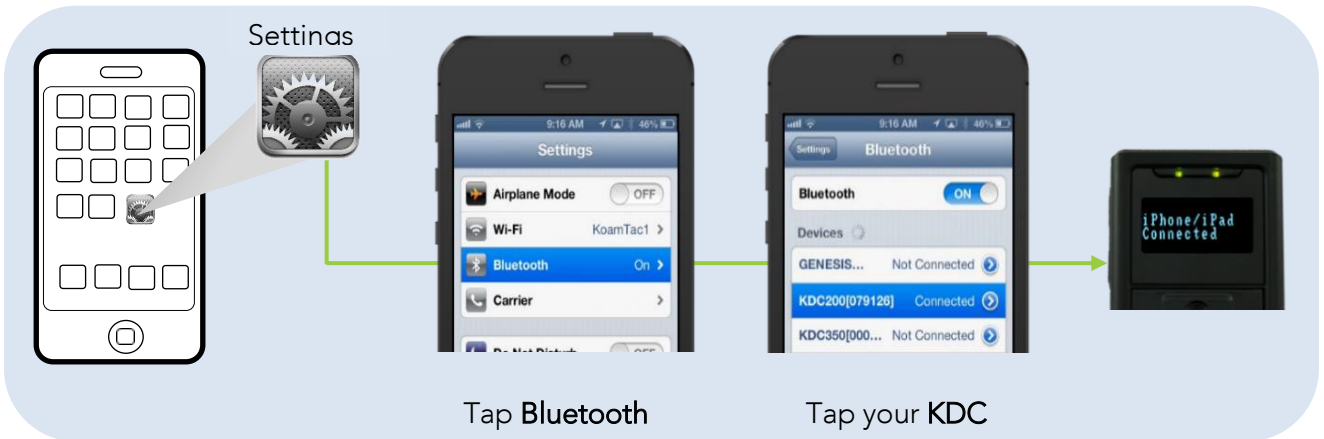 Settings
9:16 AM 46%
Settings
Airplane Mode OFF
Wi-Fi KoamTac1
Bluetooth On
Carrier
Do Not Disturb OFF
Tap Bluetooth
9:16 AM 46%
Settings Bluetooth
Bluetooth ON
Devices
GENESIS... Not Connected
KDC200[079126] Connected
KDC350[000... Not Connected
Tap your KDC
iPhone/iPad
Connected